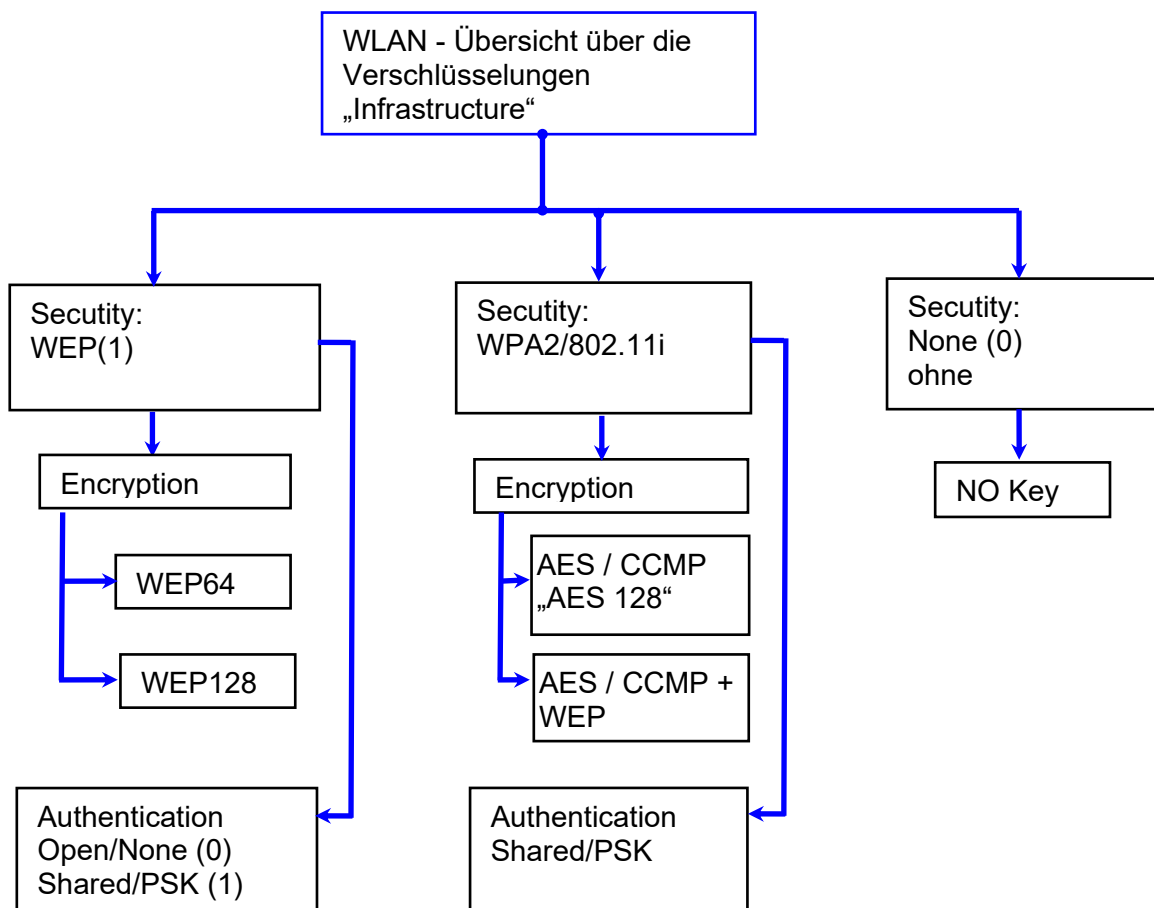 WLAN - Übersicht über die
Verschlüsselungen
„Infrastructure“
Secutity:
WEP(1)
Secutity:
WPA2/802.11i
Secutity:
None (0)
ohne
Encryption
Encryption
NO Key
WEP64
AES / CCMP
„AES 128“
WEP128
AES / CCMP +
WEP
Authentication
Open/None (0)
Shared/PSK (1)
Authentication
Shared/PSK